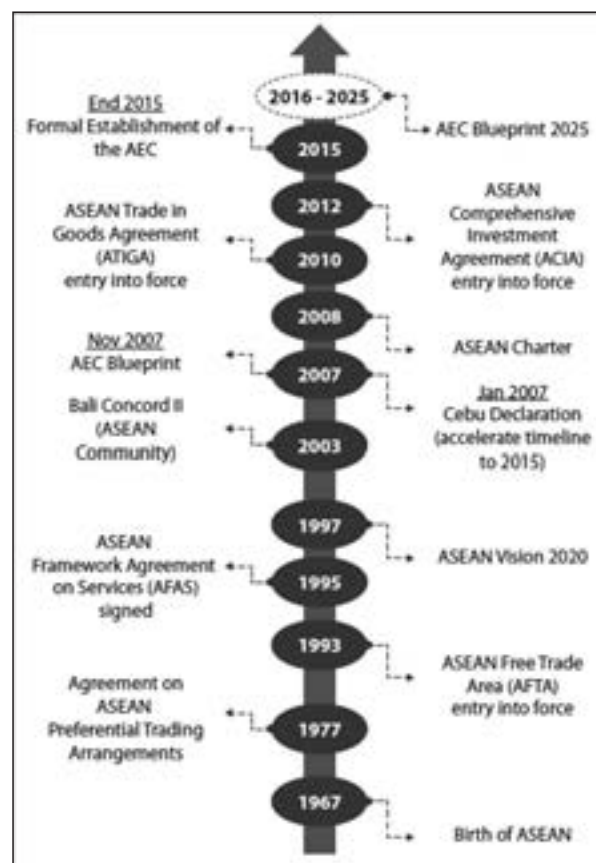 2016 - 2025
End 2015
Formal Establishment of
the AEC
AEC Blueprint 2025
2015
2012
ASEAN
Comprehensive
Investment
Agreement (ACIA)
entry into force
ASEAN Trade in
Goods Agreement
(ATIGA)
entry into force
2010
2008
ASEAN Charter
Nov 2007
AEC Blueprint
2007
Jan 2007
Cebu Declaration
(accelerate timeline
to 2015)
Bali Concord II
(ASEAN
Community)
2003
1997
ASEAN Vision 2020
ASEAN
Framework Agreement
on Services (AFAS)
signed
1995
1993
ASEAN Free Trade
Area (AFTA)
entry into force
Agreement on
ASEAN
Preferential Trading
Arrangements
1977
1967
Birth of ASEAN